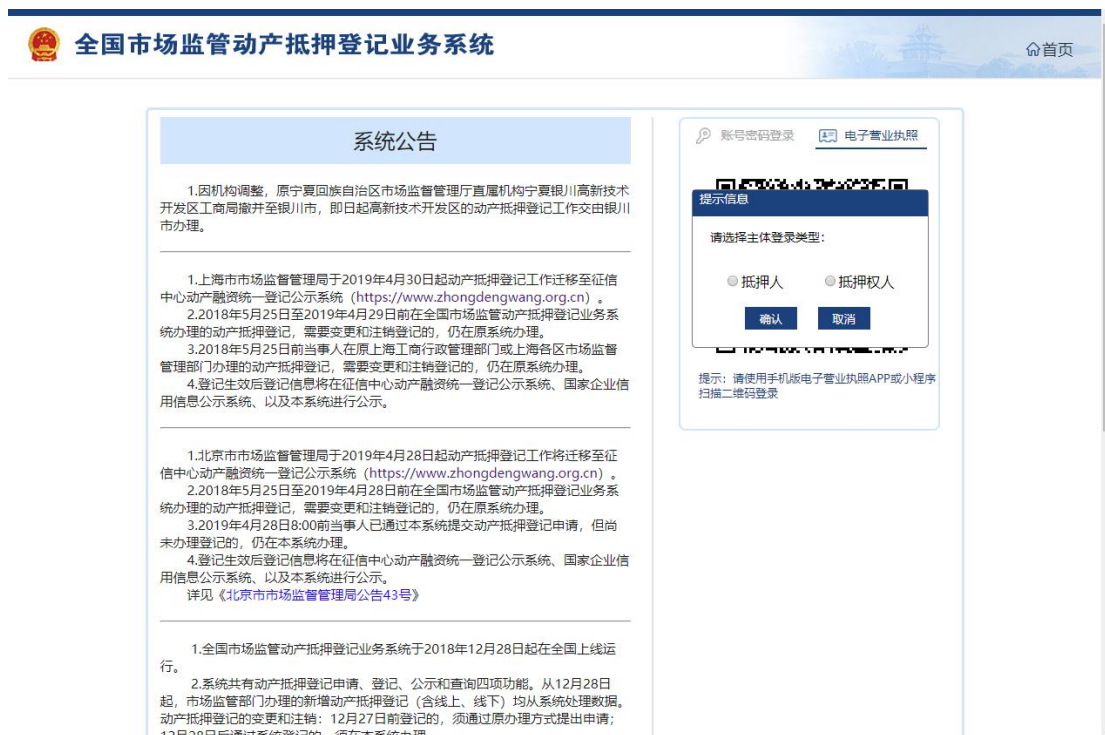 全国市场监管动产抵押登记业务系统
首页
系统公告
1.因机构调整，原宁夏回族自治区市场监督管理厅直属机构宁夏银川高新技术
开发区工商局撤并至银川市，即日起高新技术开发区的动产抵押登记工作交由银川
市办理。
1.上海市市场监督管理局于2019年4月30日起动产抵押登记工作迁移至征信
中心动产融资统一登记公示系统（https://www.zhongdengwang.org.cn）。
2.2018年5月25日至2019年4月29日前在全国市场监管动产抵押登记业务系
统办理的动产抵押登记，需要变更和注销登记的，仍在原系统办理。
3.2018年5月25日前当事人在原上海工商行政管理部门或上海各区市场监督
管理部门办理的动产抵押登记，需要变更和注销登记的，仍在原系统办理。
4.登记生效后登记信息将在征信中心动产融资统一登记公示系统、国家企业信
用信息公示系统、以及本系统进行公示。
1.北京市市场监督管理局于2019年4月28日起动产抵押登记工作将迁移至征
信中心动产融资统一登记公示系统（https://www.zhongdengwang.org.cn）。
2.2018年5月25日至2019年4月28日前在全国市场监管动产抵押登记业务系
统办理的动产抵押登记，需要变更和注销登记的，仍在原系统办理。
3.2019年4月28日8:00前当事人已通过本系统提交动产抵押登记申请，但尚
未办理登记的，仍在本系统办理。
4.登记生效后登记信息将在征信中心动产融资统一登记公示系统、国家企业信
用信息公示系统、以及本系统进行公示。
详见《北京市市场监督管理局公告43号》
1.全国市场监管动产抵押登记业务系统于2018年12月28日起在全国上线运
行。
2.系统共有动产抵押登记申请、登记、公示和查询四项功能。从12月28日
起，市场监管部门办理的新增动产抵押登记（含线上、线下）均从系统处理数据。
动产抵押登记的变更和注销：12月27日前登记的，须通过原办理方式提出申请；
12月28日后通过系统登记的，须在本系统办理
账号密码登录 电子营业执照
提示信息
请选择主体登录类型：
抵押人 抵押权人
确认 取消
提示：请使用手机版电子营业执照APP或小程序
扫描二维码登录